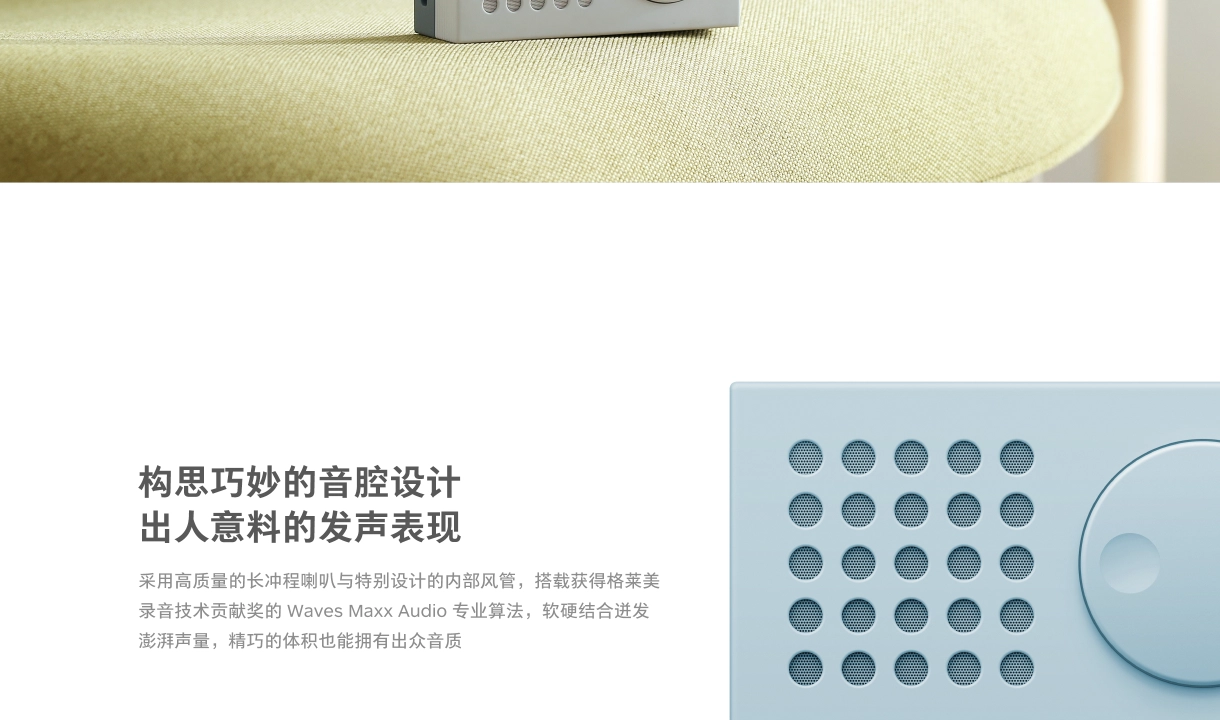 构思巧妙的音腔设计
出人意料的发声表现
采用高质量的长冲程喇叭与特别设计的内部风管，搭载获得格莱美
录音技术贡献奖的 Waves Maxx Audio 专业算法，软硬结合迸发
澎湃声量，精巧的体积也能拥有出众音质